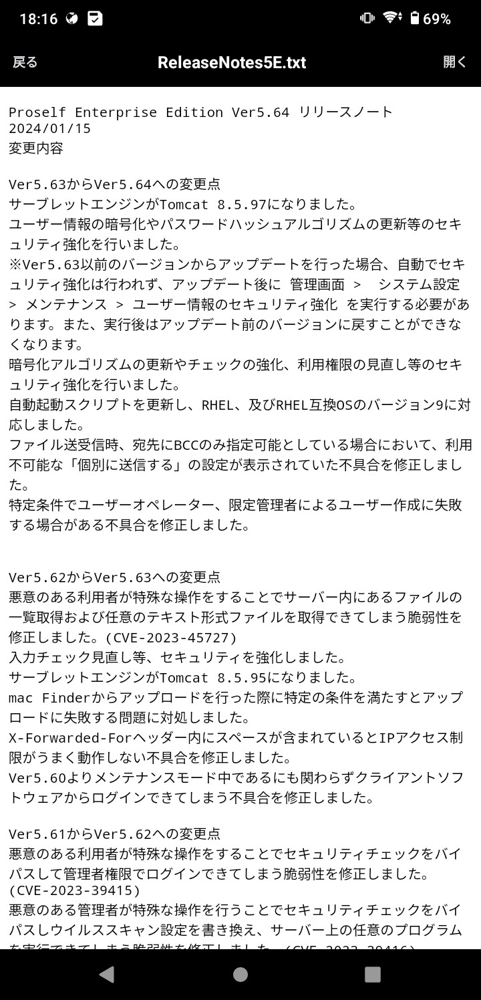 18:16
69%
戻る
ReleaseNotes5E.txt
開く
Proself Enterprise Edition Ver5.64 リリースノート
2024/01/15
変更内容
Ver5.63からVer5.64への変更点
サーブレットエンジンがTomcat 8.5.97になりました。
ユーザー情報の暗号化やパスワードハッシュアルゴリズムの更新等のセキ
ュリティ強化を行いました。
※Ver5.63以前のバージョンからアップデートを行った場合、自動でセキ
ュリティ強化は行われず、アップデート後に 管理画面 >  システム設定
> メンテナンス > ユーザー情報のセキュリティ強化 を実行する必要があ
ります。また、実行後はアップデート前のバージョンに戻すことができな
くなります。
暗号化アルゴリズムの更新やチェックの強化、利用権限の見直し等のセキ
ュリティ強化を行いました。
自動起動スクリプトを更新し、RHEL、及びRHEL互換OSのバージョン9に対
応しました。
ファイル送受信時、宛先にBCCのみ指定可能としている場合において、利用
不可能な「個別に送信する」の設定が表示されていた不具合を修正しまし
た。
特定条件でユーザーオペレーター、限定管理者によるユーザー作成に失敗
する場合がある不具合を修正しました。
Ver5.62からVer5.63への変更点
悪意のある利用者が特殊な操作をすることでサーバー内にあるファイルの
一覧取得および任意のテキスト形式ファイルを取得できてしまう脆弱性を
修正しました。(CVE-2023-45727)
入力チェック見直し等、セキュリティを強化しました。
サーブレットエンジンがTomcat 8.5.95になりました。
mac Finderからアップロードを行った際に特定の条件を満たすとアップ
ロードに失敗する問題に対処しました。
X-Forwarded-Forヘッダー内にスペースが含まれているとIPアクセス制
限がうまく動作しない不具合を修正しました。
Ver5.60よりメンテナンスモード中であるにも関わらずクライアントソフ
トウェアからログインできてしまう不具合を修正しました。
Ver5.61からVer5.62への変更点
悪意のある利用者が特殊な操作をすることでセキュリティチェックをバイ
パスして管理者権限でログインできてしまう脆弱性を修正しました。
(CVE-2023-39415)
悪意のある管理者が特殊な操作を行うことでセキュリティチェックをバイ
パスしウイルススキャン設定を書き換え、サーバー上の任意のプログラム
を実行できてしまう脆弱性を修正しました。(CVE-2023-39416)